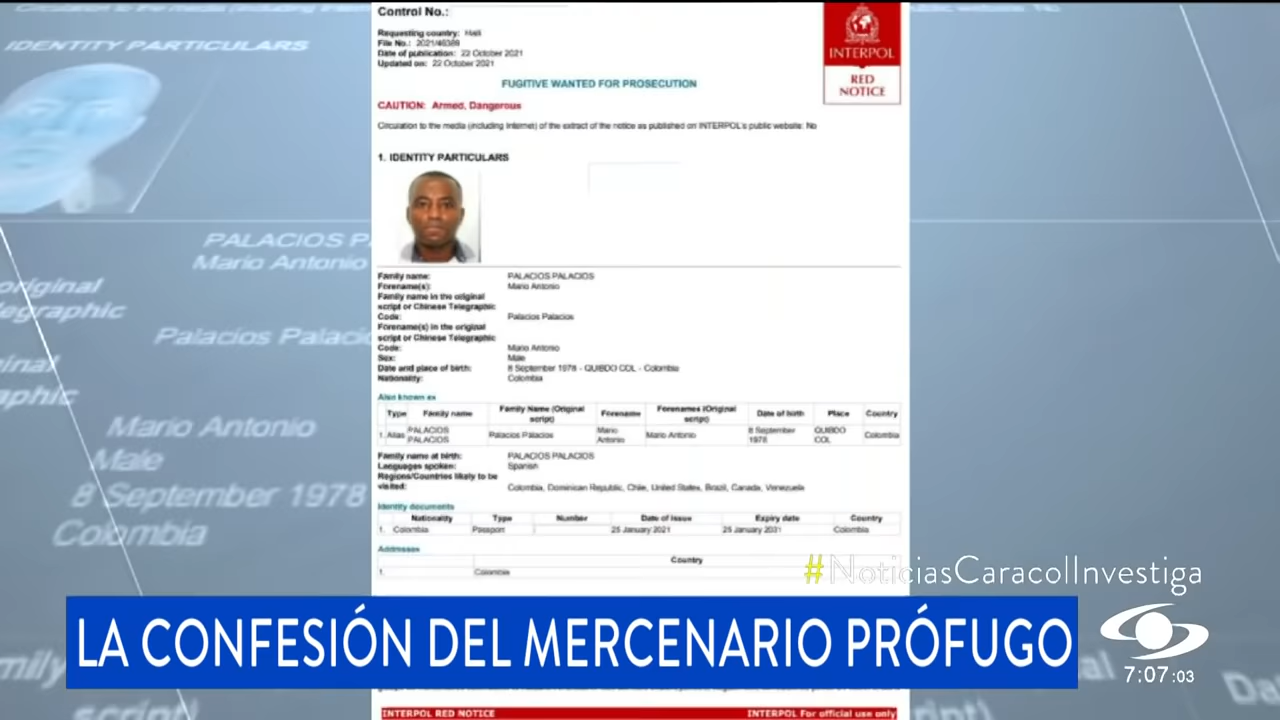 Control No.:
Requesting country: Haiti
File No.: 2021/46388
Date of publication: 22 October 2021
Updated on: 22 October 2021
INTERPOL
RED
NOTICE
FUGITIVE WANTED FOR PROSECUTION
CAUTION: Armed, Dangerous
Circulation to the media (including Internet) of the extract of the notice as published on INTERPOL's public website: No
1. IDENTITY PARTICULARS
IDENTITY PARTICULARS
Family name: PALACIOS PALACIOS
Forename(s): Mario Antonio
Family name in the original
script or Chinese Telegraphic
Code: Palacios Palacios
Forename(s) in the original
script or Chinese Telegraphic
Code: Mario Antonio
Sex: Male
Date and place of birth: 8 September 1978 - QUIBDO COL - Colombia
Nationality: Colombia
Also known as
Type Family name Family Name (Original script) Forename Forenames (Original script) Date of birth Place Country
1. Alias PALACIOS PALACIOS Palacios Palacios Mario Antonio Mario Antonio 8 September 1978 QUIBDO COL Colombia
Family name at birth: PALACIOS PALACIOS
Languages spoken: Spanish
Regions/Countries likely to be
visited: Colombia, Dominican Republic, Chile, United States, Brazil, Canada, Venezuela
Identity documents
Nationality Type Number Date of Issue Expiry date Country
1. Colombia Passport 25 January 2021 25 January 2031 Colombia
Addresses
Country
1. Colombia
PALACIOS P
Mario Antonio
original
egraphic
Palacios Palacio
inal
aphic
Mario Antonio
Male
8 September 1978
Colombia
mily
script)
#NoticiasCaracolInvestiga
LA CONFESIÓN DEL MERCENARIO PRÓFUGO
7:07:03
INTERPOL RED NOTICE
INTERPOL For official use only